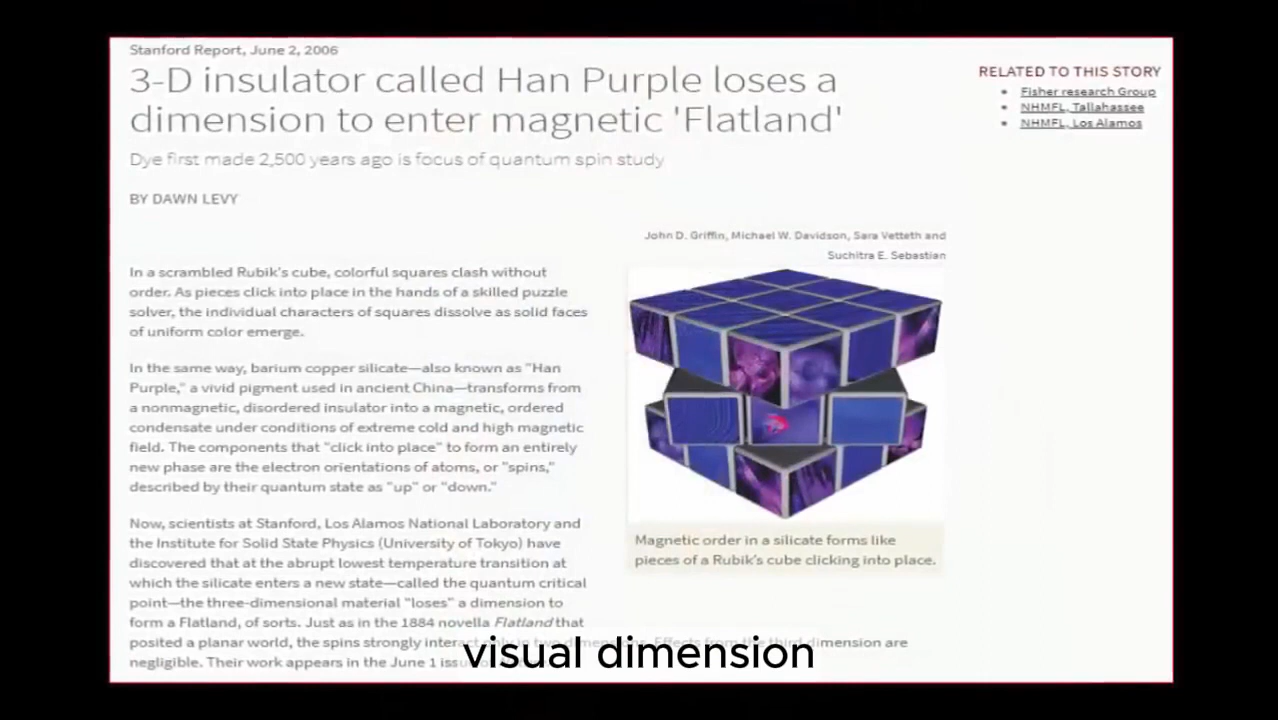 Stanford Report, June 2, 2006
3-D insulator called Han Purple loses a
dimension to enter magnetic 'Flatland'
Dye first made 2,500 years ago is focus of quantum spin study
BY DAWN LEVY
RELATED TO THIS STORY
Fisher research Group
NHMFL, Tallahassee
NHMFL, Los Alamos
John D. Griffin, Michael W. Davidson, Sara Vetteth and
Suchitra E. Sebastian
In a scrambled Rubik's cube, colorful squares clash without
order. As pieces click into place in the hands of a skilled puzzle
solver, the individual characters of squares dissolve as solid faces
of uniform color emerge.
In the same way, barium copper silicate—also known as "Han
Purple," a vivid pigment used in ancient China—transforms from
a nonmagnetic, disordered insulator into a magnetic, ordered
condensate under conditions of extreme cold and high magnetic
field. The components that "click into place" to form an entirely
new phase are the electron orientations of atoms, or "spins,"
described by their quantum state as "up" or "down."
Now, scientists at Stanford, Los Alamos National Laboratory and
the Institute for Solid State Physics (University of Tokyo) have
discovered that at the abrupt lowest temperature transition at
which the silicate enters a new state—called the quantum critical
point—the three-dimensional material "loses" a dimension to
form a Flatland, of sorts. Just as in the 1884 novella Flatland that
posited a planar world, the spins strongly interact only in two dimensions. Effects from the third dimension are
negligible. Their work appears in the June 1
Magnetic order in a silicate forms like
pieces of a Rubik's cube clicking into place.
visual dimension